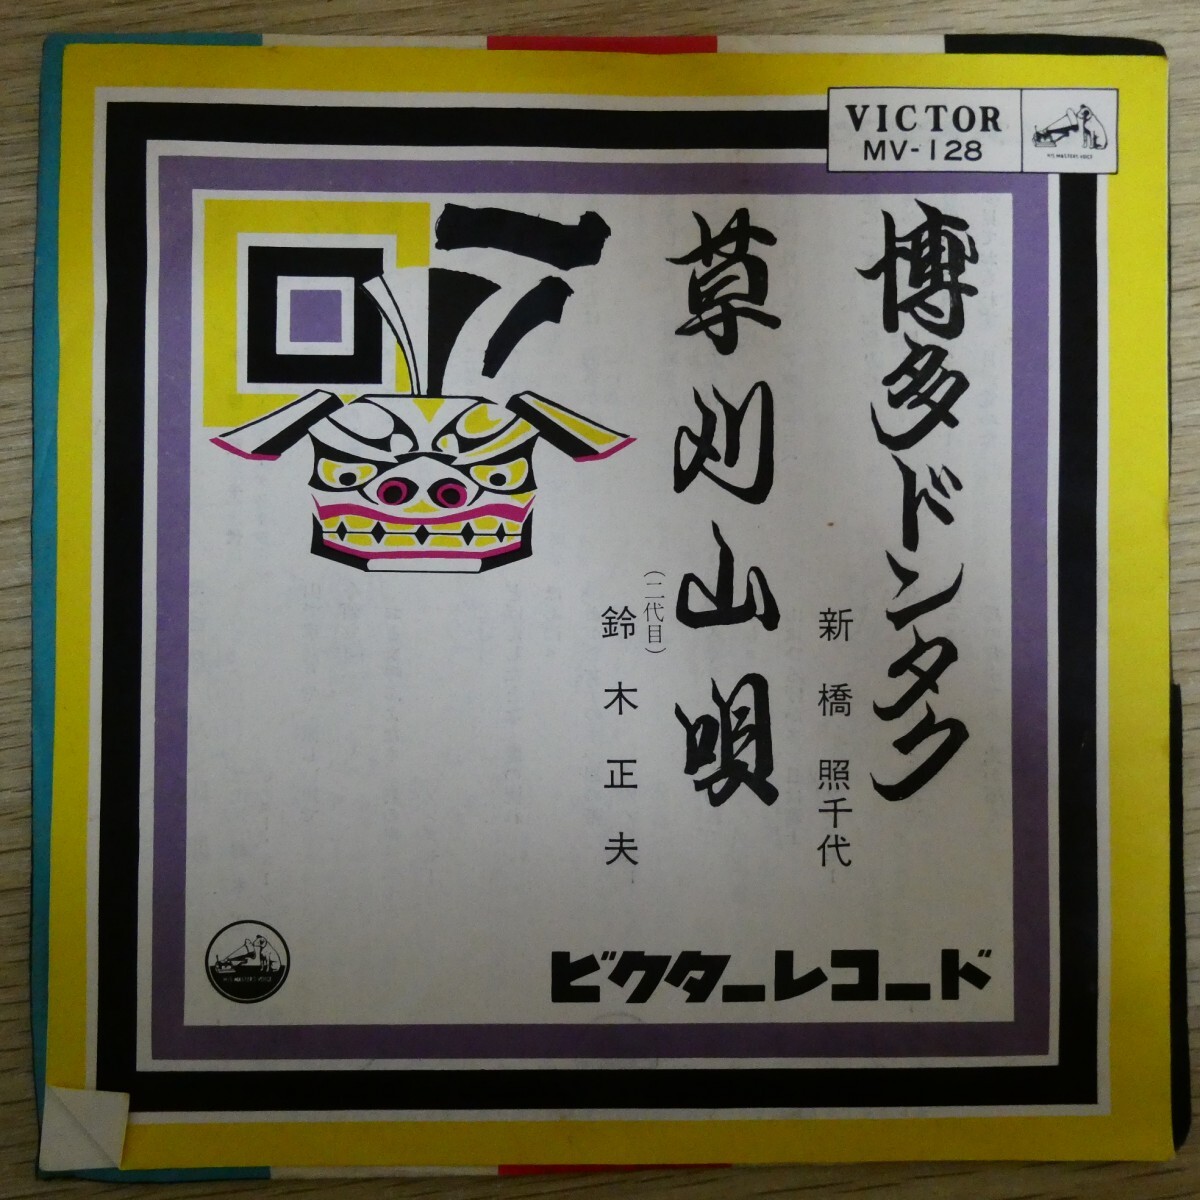 VICTOR
MV-128
博多ドンタク
新橋照千代
草刈山唄
(二代目)
鈴木正夫
ビクターレコード